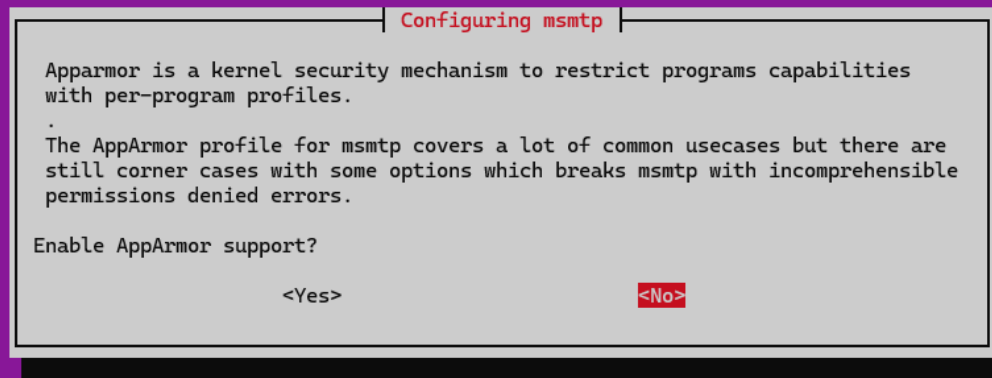 Configuring msmtp
Apparmor is a kernel security mechanism to restrict programs capabilities
with per-program profiles.
.
The AppArmor profile for msmtp covers a lot of common usecases but there are
still corner cases with some options which breaks msmtp with incomprehensible
permissions denied errors.
Enable AppArmor support?
<Yes> <No>